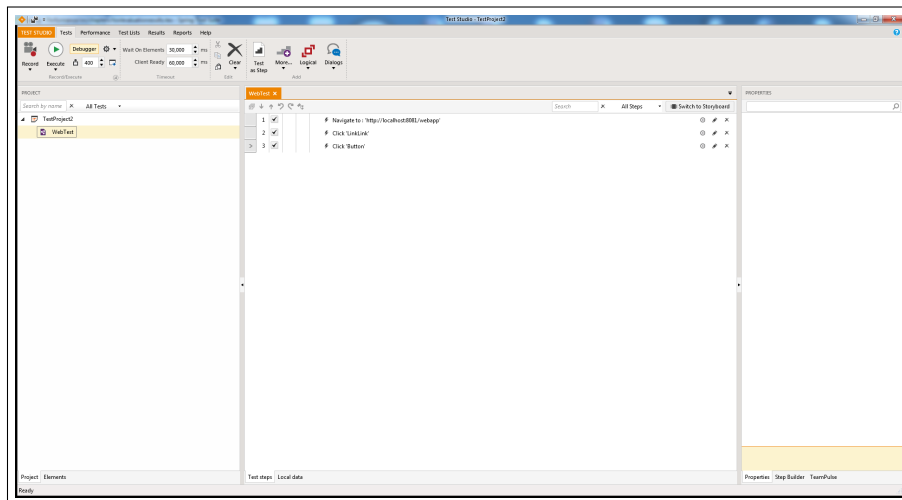 Test Studio - TestProject2
TEST STUDIO Tests Performance Test Lists Results Reports Help
Record Execute Debugger 400 Wait On Elements 30,000 ms Client Ready 60,000 ms Clear Test as Step More... Logical Dialogs
Record/Execute Timeout Edit Add
PROJECT
Search by name All Tests
TestProject2
WebTest
WebTest
Search All Steps Switch to Storyboard
1 Navigate to : 'http://localhost:8081/webapp'
2 Click 'LinkLink'
3 Click 'Button'
PROPERTIES
Project Elements
Test steps Local data
Properties Step Builder TeamPulse
Ready